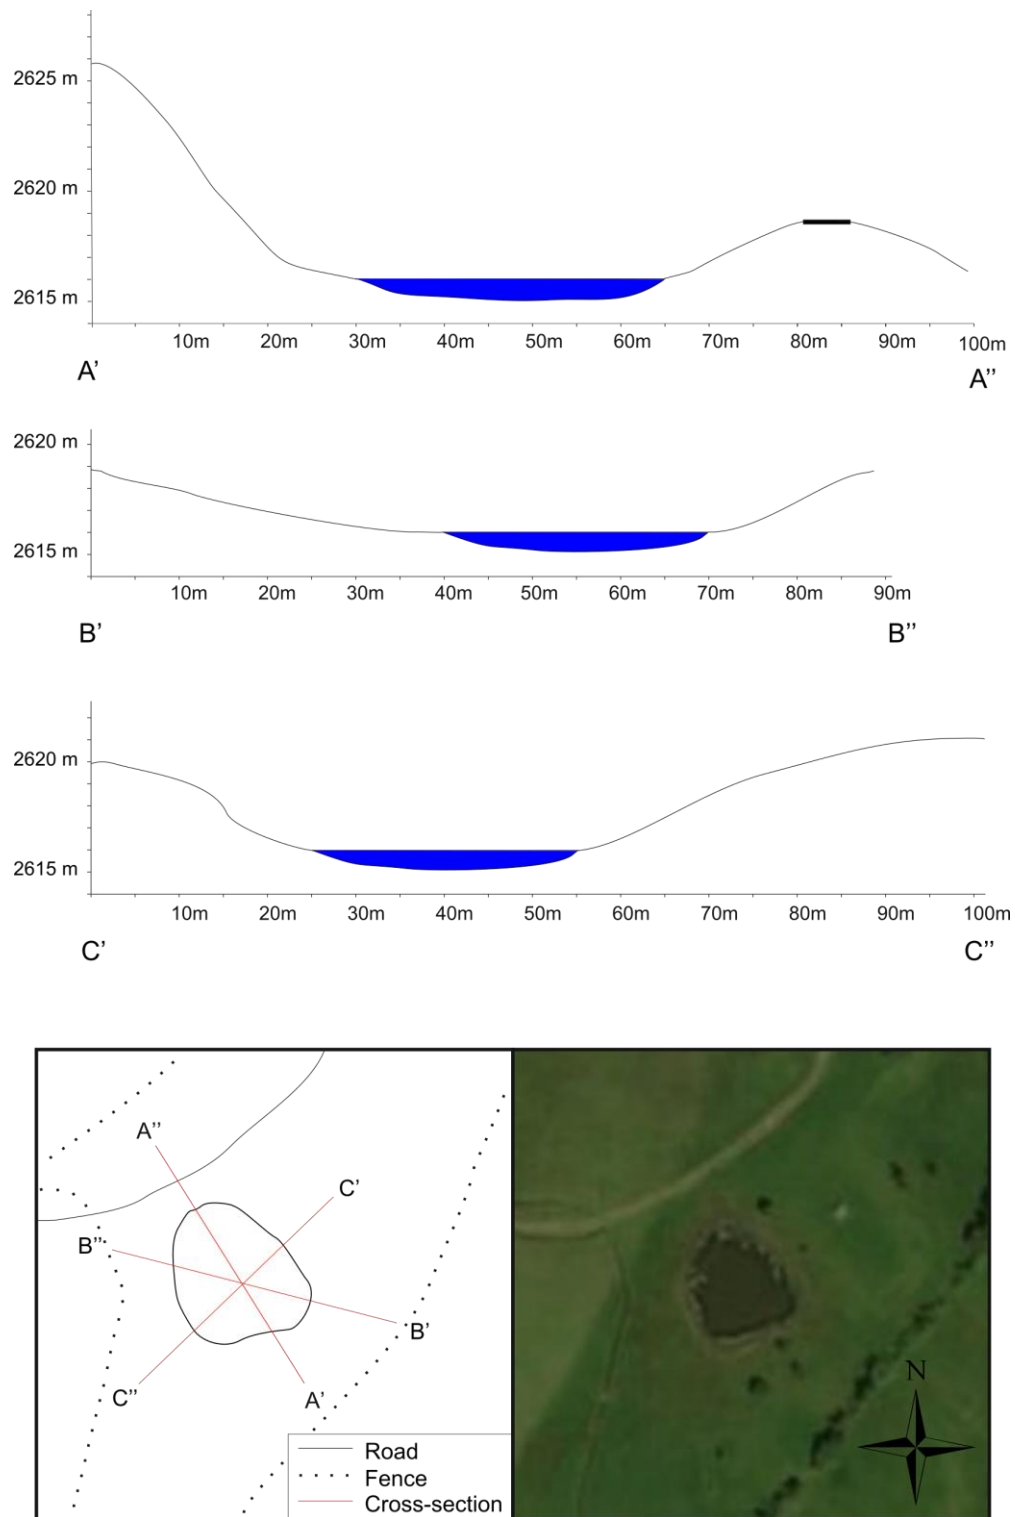 2625 m
2620 m
2615 m
10m 20m 30m 40m 50m 60m 70m 80m 90m 100m
A' A''
2620 m
2615 m
10m 20m 30m 40m 50m 60m 70m 80m 90m
B' B''
2620 m
2615 m
10m 20m 30m 40m 50m 60m 70m 80m 90m 100m
C' C''
A''
C'
B''
B'
C''
A'
Road
Fence
Cross-section
N